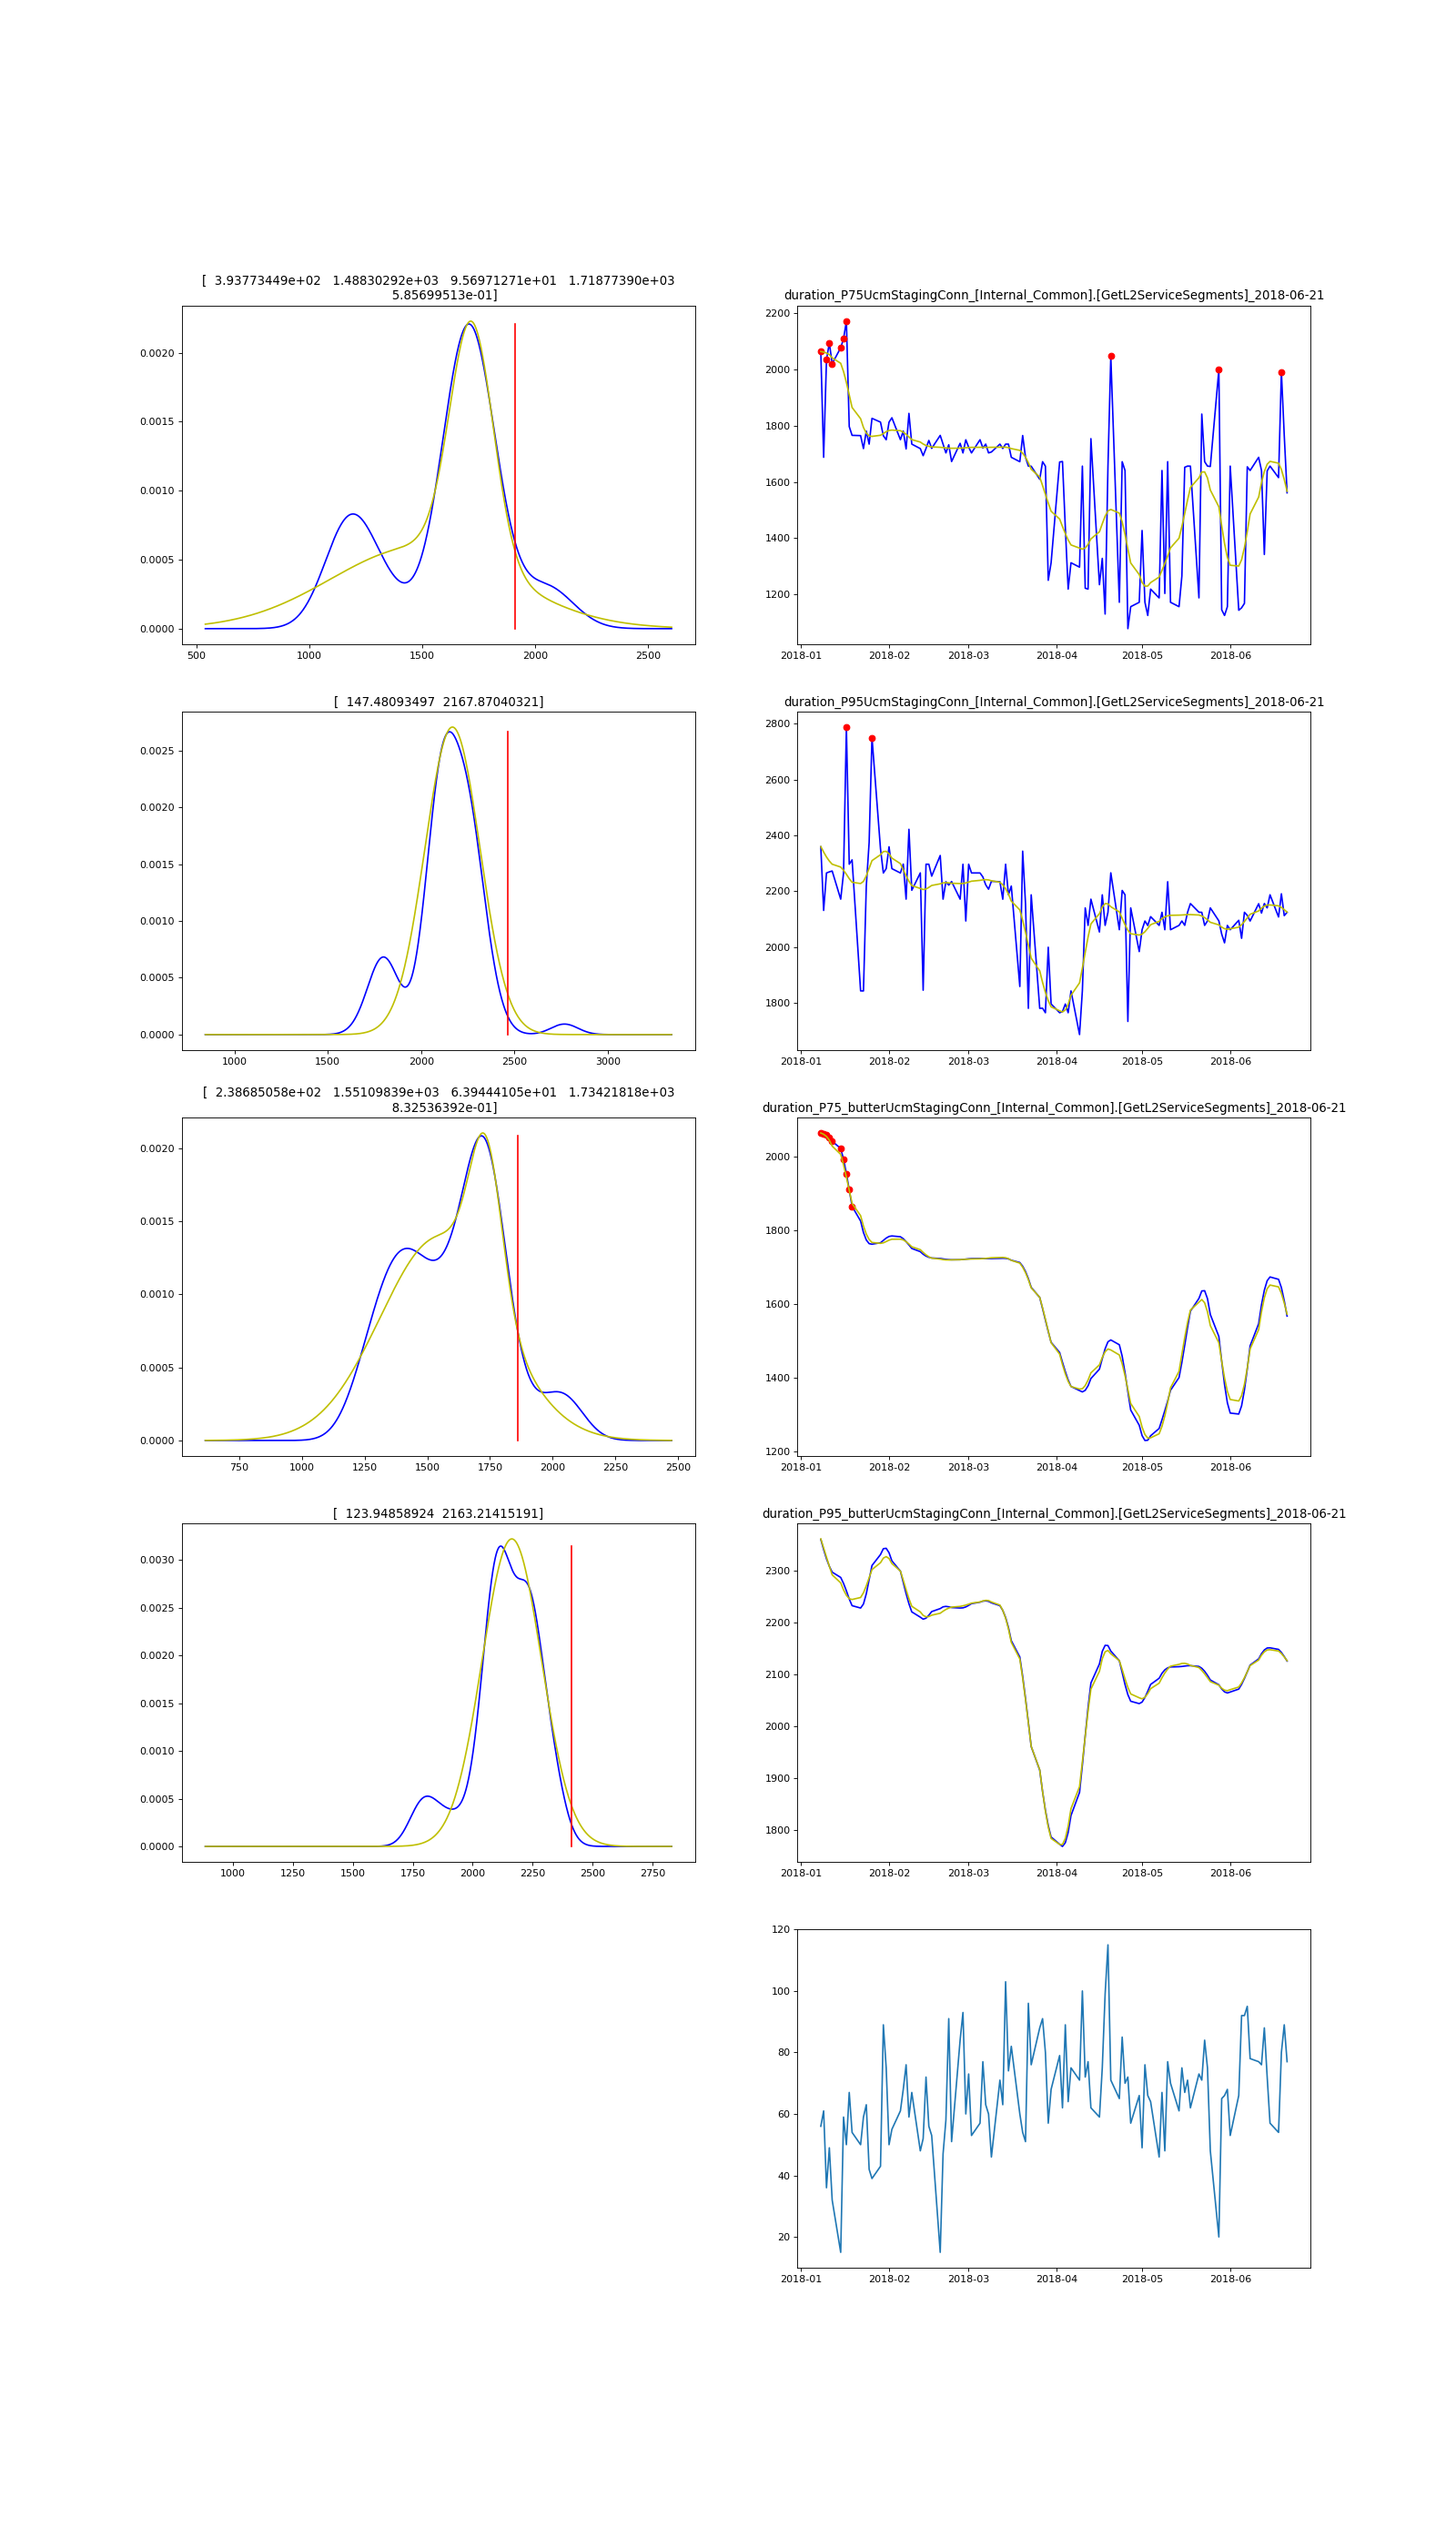 [ 3.93773449e+02 1.48830292e+03 9.56971271e+01 1.71877390e+03
5.85699513e-01]
0.0020
0.0015
0.0010
0.0005
0.0000
500 1000 1500 2000 2500
duration_P75UcmStagingConn_[Internal_Common].[GetL2ServiceSegments]_2018-06-21
2200
2000
1800
1600
1400
1200
2018-01 2018-02 2018-03 2018-04 2018-05 2018-06
[ 147.48093497 2167.87040321]
0.0025
0.0020
0.0015
0.0010
0.0005
0.0000
1000 1500 2000 2500 3000
duration_P95UcmStagingConn_[Internal_Common].[GetL2ServiceSegments]_2018-06-21
2800
2600
2400
2200
2000
1800
2018-01 2018-02 2018-03 2018-04 2018-05 2018-06
[ 2.38685058e+02 1.55109839e+03 6.39444105e+01 1.73421818e+03
8.32536392e-01]
0.0020
0.0015
0.0010
0.0005
0.0000
750 1000 1250 1500 1750 2000 2250 2500
duration_P75_butterUcmStagingConn_[Internal_Common].[GetL2ServiceSegments]_2018-06-21
2000
1800
1600
1400
1200
2018-01 2018-02 2018-03 2018-04 2018-05 2018-06
[ 123.94858924 2163.21415191]
0.0030
0.0025
0.0020
0.0015
0.0010
0.0005
0.0000
1000 1250 1500 1750 2000 2250 2500 2750
duration_P95_butterUcmStagingConn_[Internal_Common].[GetL2ServiceSegments]_2018-06-21
2300
2200
2100
2000
1900
1800
2018-01 2018-02 2018-03 2018-04 2018-05 2018-06
120
100
80
60
40
20
2018-01 2018-02 2018-03 2018-04 2018-05 2018-06